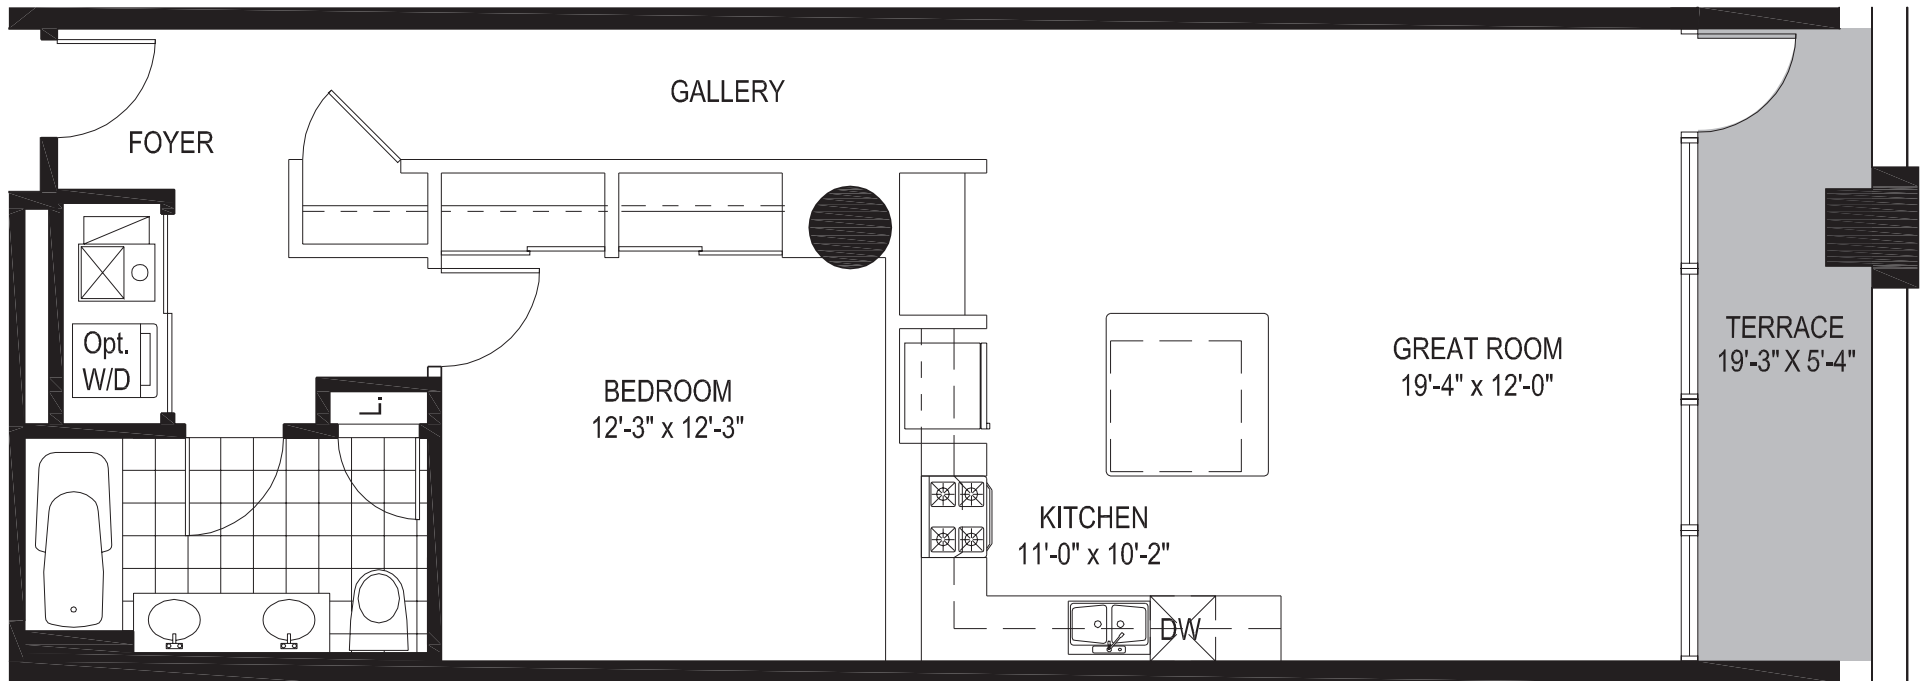 GALLERY
FOYER
Opt.
W/D
L.
BEDROOM
12'-3" x 12'-3"
KITCHEN
11'-0" x 10'-2"
DW
GREAT ROOM
19'-4" x 12'-0"
TERRACE
19'-3" X 5'-4"